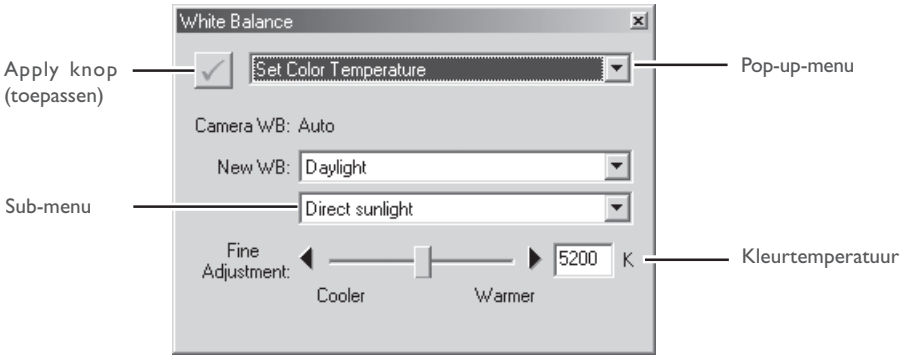 White Balance
Apply knop
(toepassen)
Set Color Temperature
Pop-up-menu
Camera WB: Auto
New WB: Daylight
Sub-menu
Direct sunlight
Fine
Adjustment:
5200 K
Kleurtemperatuur
Cooler Warmer